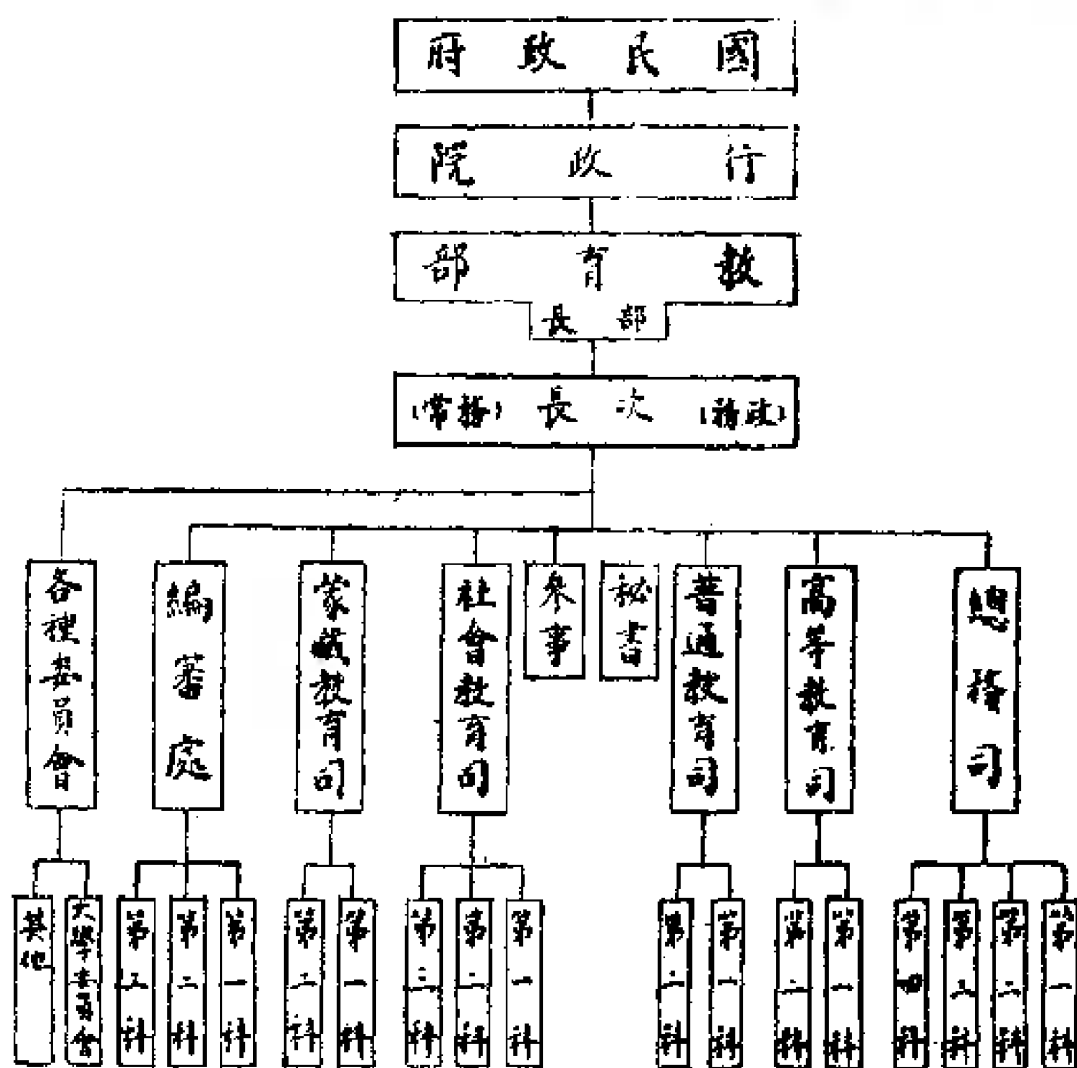 國民政府
行政院
教育部
部長
(政務) 次長 (常務)
總務司
高等教育司
普通教育司
秘書
參事
社會教育司
蒙藏教育司
編審處
各種委員會
第一科
第二科
第三科
第四科
第一科
第二科
第一科
第二科
第一科
第二科
第三科
第一科
第二科
第一科
第二科
第三科
大學委員會
其他